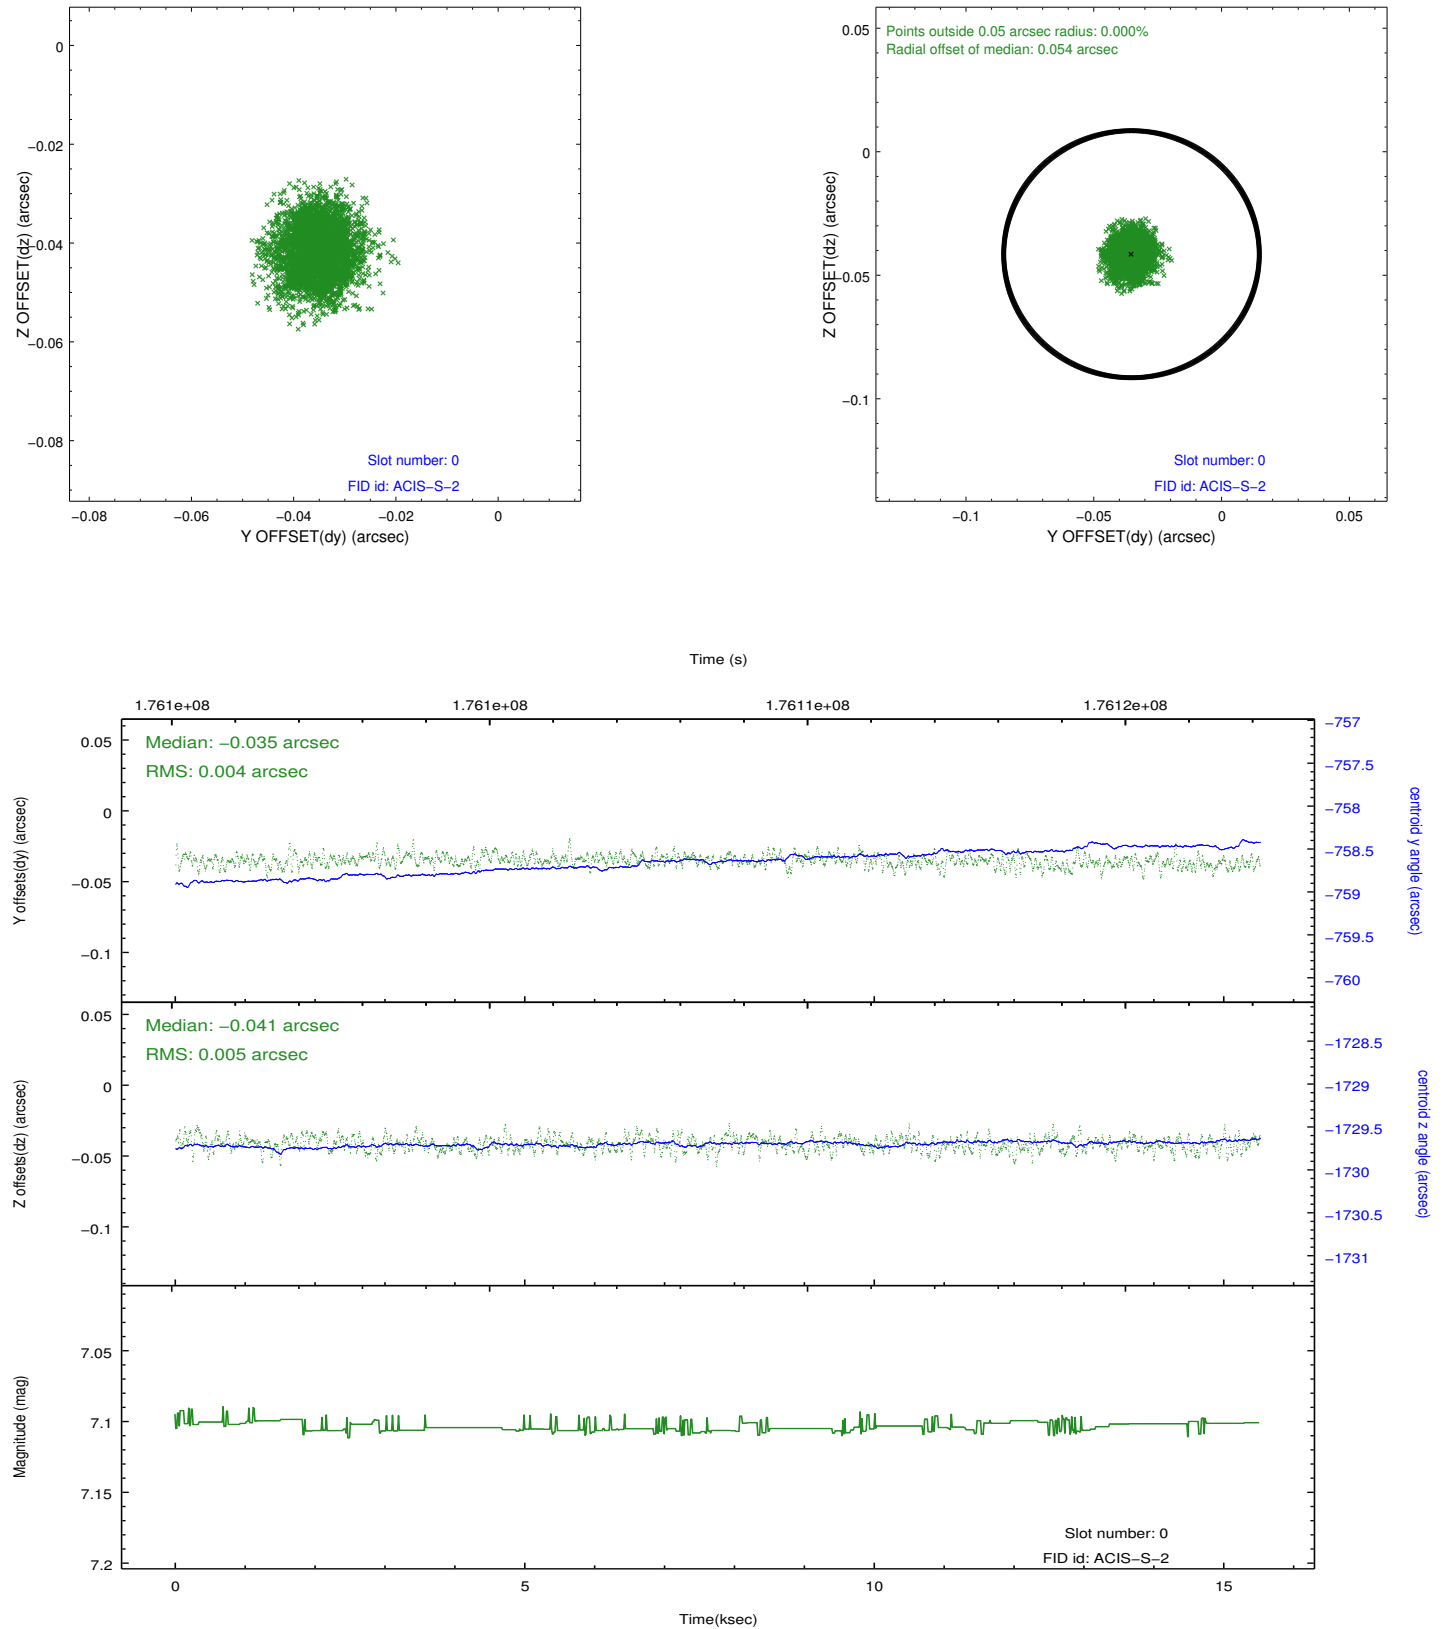 0
−0.02
−0.04
−0.06
−0.08
Z OFFSET(dz) (arcsec)
Slot number: 0
FID id: ACIS−S−2
−0.08
−0.06
−0.04
−0.02
0
Y OFFSET(dy) (arcsec)
Points outside 0.05 arcsec radius: 0.000%
Radial offset of median: 0.054 arcsec
0.05
0
−0.05
−0.1
Z OFFSET(dz) (arcsec)
Slot number: 0
FID id: ACIS−S−2
−0.1
−0.05
0
0.05
Y OFFSET(dy) (arcsec)
Time (s)
1.761e+08
1.761e+08
1.7611e+08
1.7612e+08
Median: −0.035 arcsec
RMS: 0.004 arcsec
0.05
0
−0.05
−0.1
Y offsets(dy) (arcsec)
−757
−757.5
−758
−758.5
−759
−759.5
−760
centroid y angle (arcsec)
Median: −0.041 arcsec
RMS: 0.005 arcsec
0.05
0
−0.05
−0.1
Z offsets(dz) (arcsec)
−1728.5
−1729
−1729.5
−1730
−1730.5
−1731
centroid z angle (arcsec)
7.05
7.1
7.15
7.2
Magnitude (mag)
Slot number: 0
FID id: ACIS−S−2
0
5
10
15
Time(ksec)